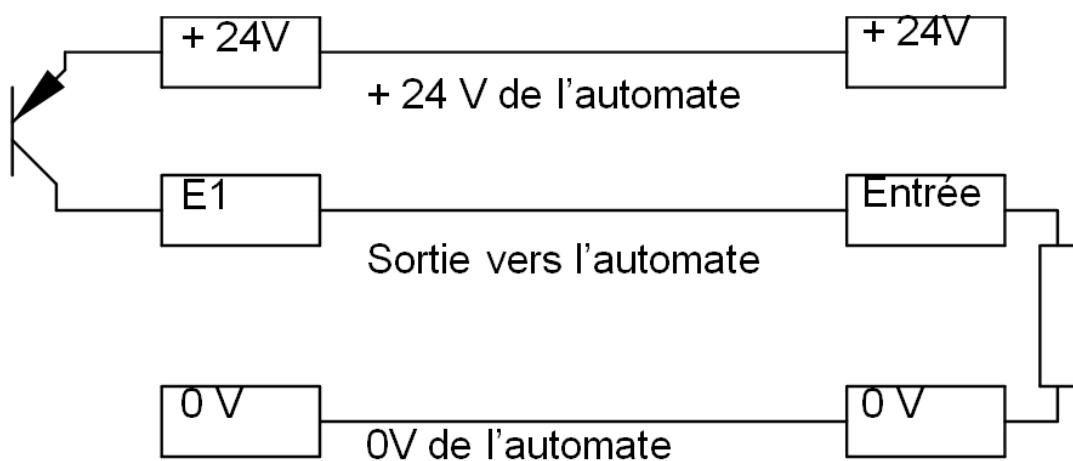 + 24V
+ 24V
+ 24 V de l’automate
E1
Entrée
Sortie vers l’automate
0 V
0 V
0V de l’automate